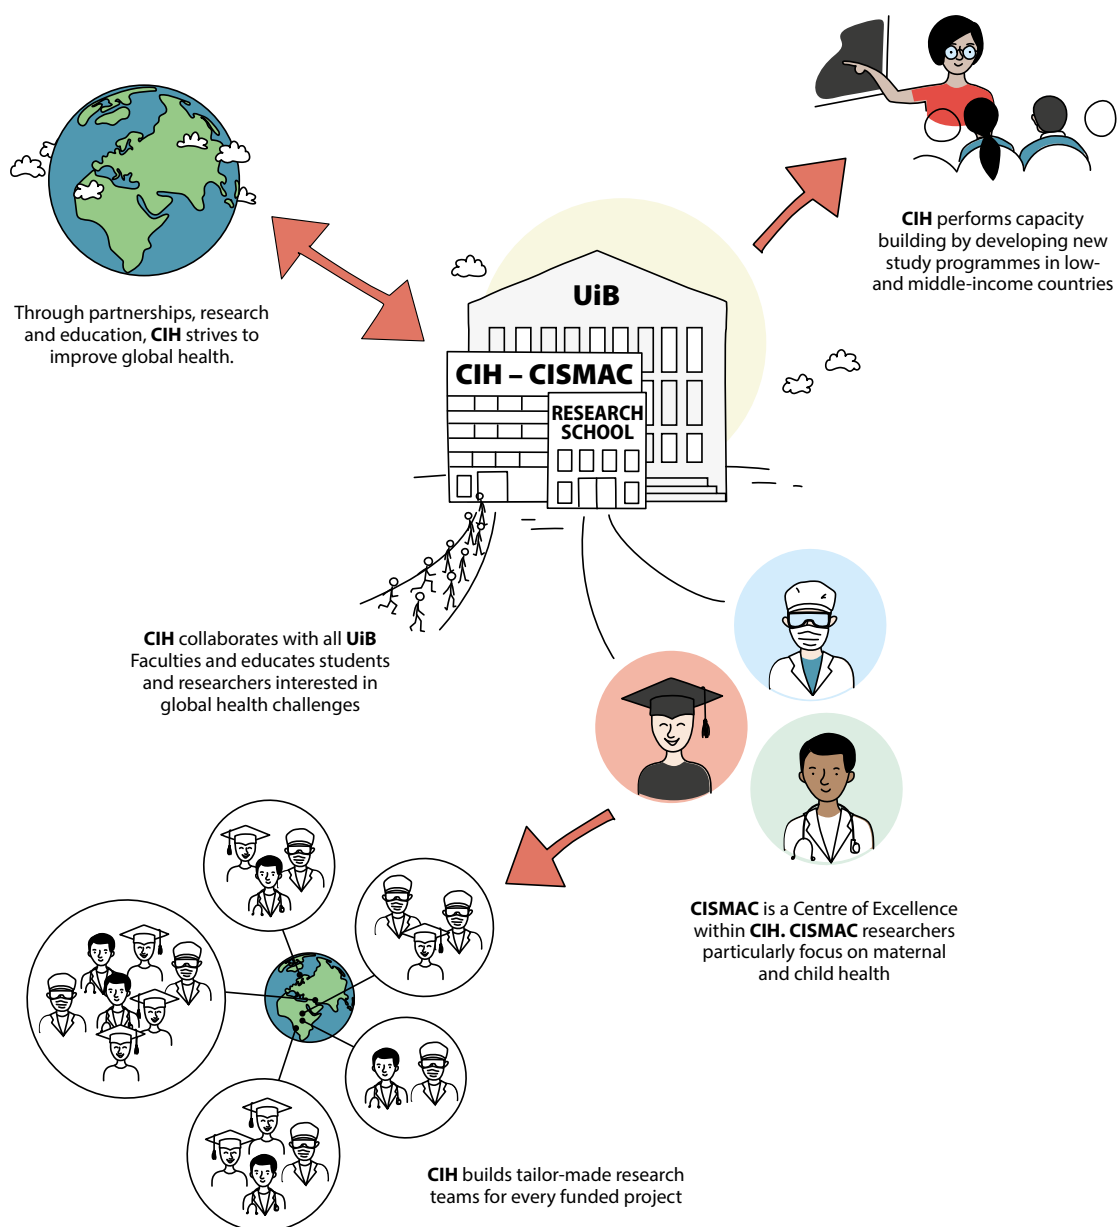 CIH performs capacity
building by developing new
study programmes in low-
and middle-income countries
Through partnerships, research
and education, CIH strives to
improve global health.
UiB
CIH – CISMAC
RESEARCH
SCHOOL
CIH collaborates with all UiB
Faculties and educates students
and researchers interested in
global health challenges
CISMAC is a Centre of Excellence
within CIH. CISMAC researchers
particularly focus on maternal
and child health
CIH builds tailor-made research
teams for every funded project